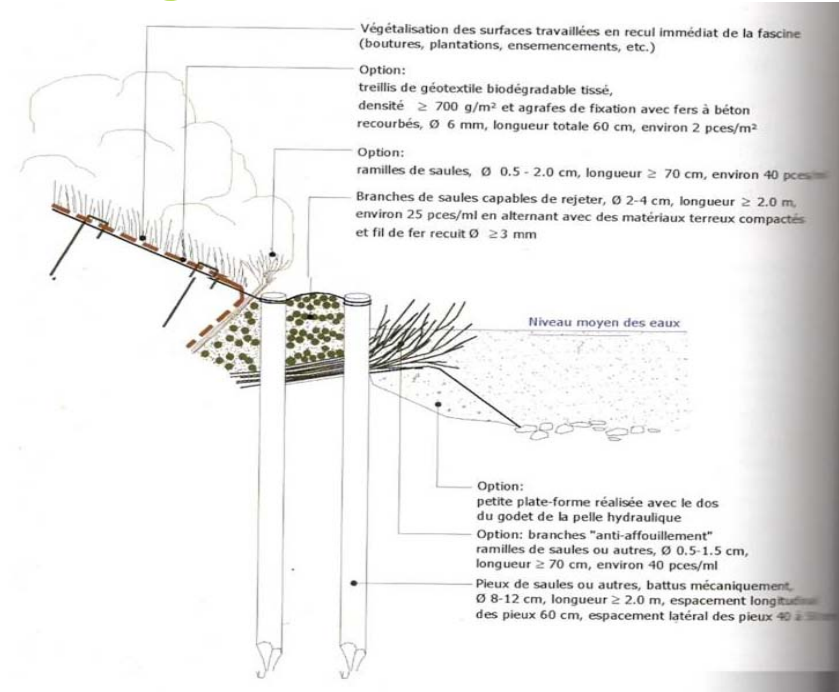 Végétalisation des surfaces travaillées en recul immédiat de la fascine
(boutures, plantations, ensemencements, etc.)
Option:
treillis de géotextile biodégradable tissé,
densité ≥ 700 g/m² et agrafes de fixation avec fers à béton
recourbés, Ø 6 mm, longueur totale 60 cm, environ 2 pces/m²
Option:
ramilles de saules, Ø 0.5 - 2.0 cm, longueur ≥ 70 cm, environ 40
Branches de saules capables de rejeter, Ø 2-4 cm, longueur ≥ 2.0 m,
environ 25 pces/ml en alternant avec des matériaux terreux compactés
et fil de fer recuit Ø ≥3 mm
Niveau moyen des eaux
Option:
petite plate-forme réalisée avec le dos
du godet de la pelle hydraulique
Option: branches "anti-affouillement"
ramilles de saules ou autres, Ø 0.5-1.5 cm,
longueur ≥ 70 cm, environ 40 pces/ml
Pieux de saules ou autres, battus mécaniquement,
Ø 8-12 cm, longueur ≥ 2.0 m, espacement longitudinal
des pieux 60 cm, espacement latéral des pieux 40 à